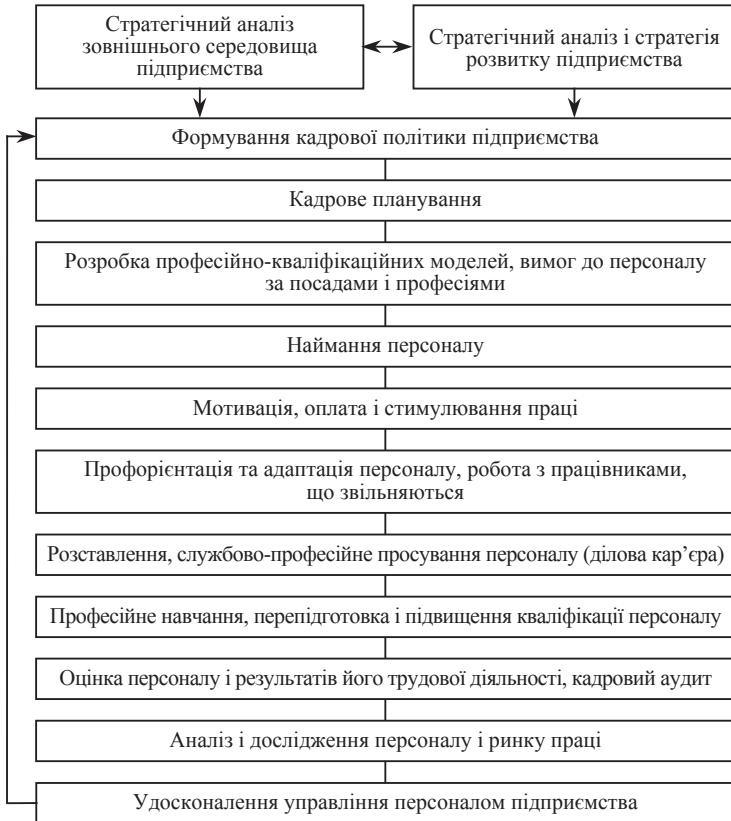 Стратегічний аналіз
зовнішнього середовища
підприємства
Стратегічний аналіз і стратегія
розвитку підприємства
Формування кадрової політики підприємства
Кадрове планування
Розробка професійно-кваліфікаційних моделей, вимог до персоналу
за посадами і професіями
Наймання персоналу
Мотивація, оплата і стимулювання праці
Профорієнтація та адаптація персоналу, робота з працівниками,
що звільняються
Розставлення, службово-професійне просування персоналу (ділова кар’єра)
Професійне навчання, перепідготовка і підвищення кваліфікації персоналу
Оцінка персоналу і результатів його трудової діяльності, кадровий аудит
Аналіз і дослідження персоналу і ринку праці
Удосконалення управління персоналом підприємства